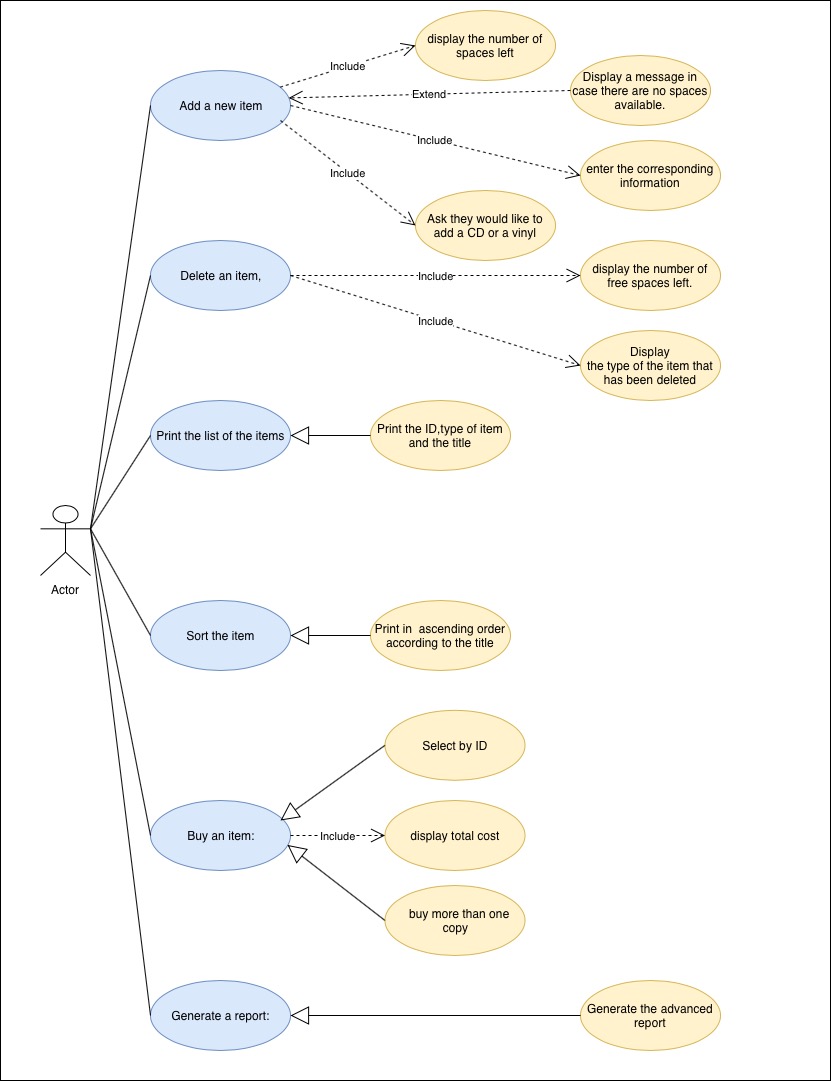 display the number of
spaces left
Include
Display a message in
case there are no spaces
available.
Extend
Add a new item
Include
enter the corresponding
information
Include
Ask they would like to
add a CD or a vinyl
Delete an item,
Include
display the number of
free spaces left.
Include
Display
the type of the item that
has been deleted
Print the list of the items
Print the ID,type of item
and the title
Actor
Sort the item
Print in  ascending order
according to the title
Select by ID
Buy an item:
Include
display total cost
buy more than one
copy
Generate a report:
Generate the advanced
report